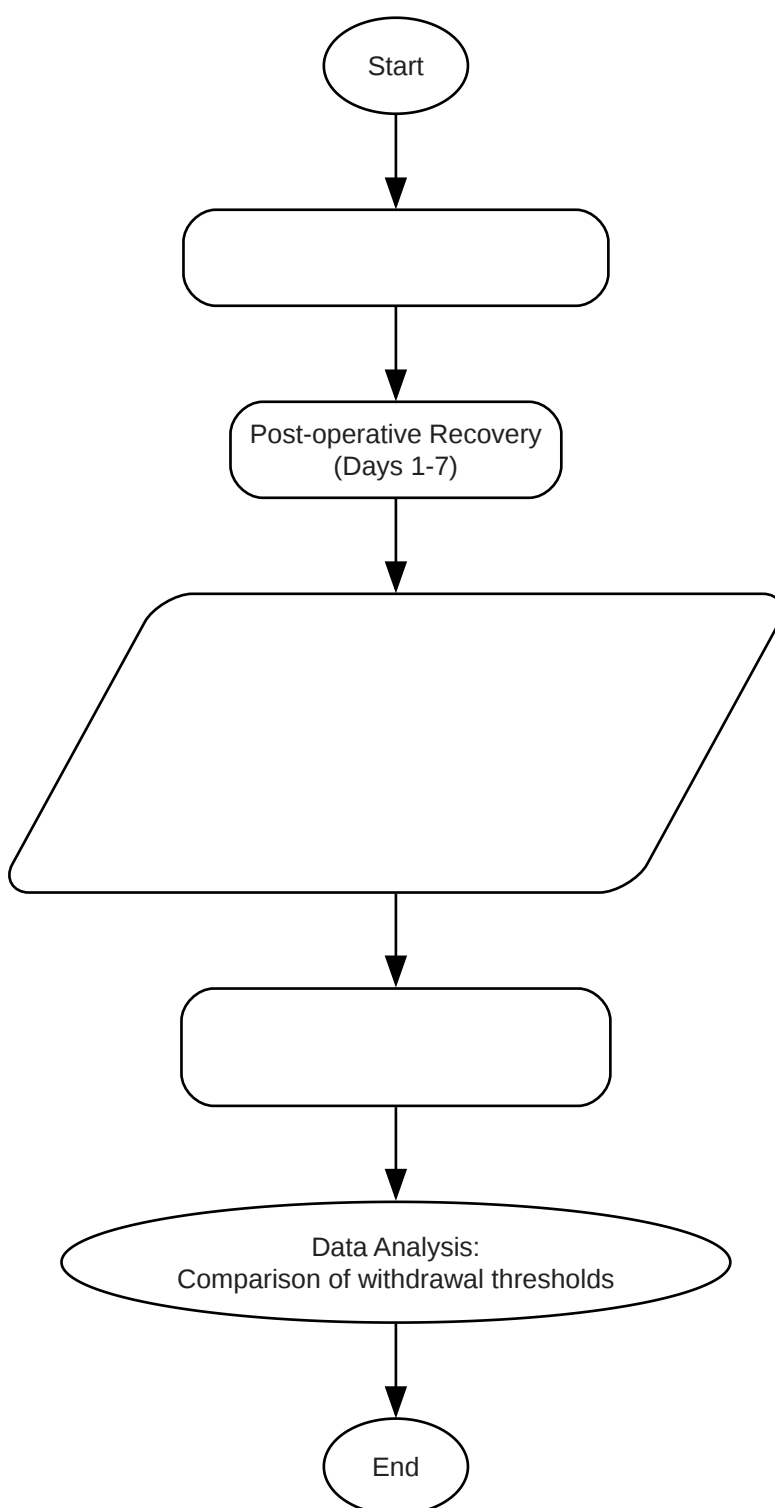 Start
Post-operative Recovery
(Days 1-7)
Data Analysis:
Comparison of withdrawal thresholds
End